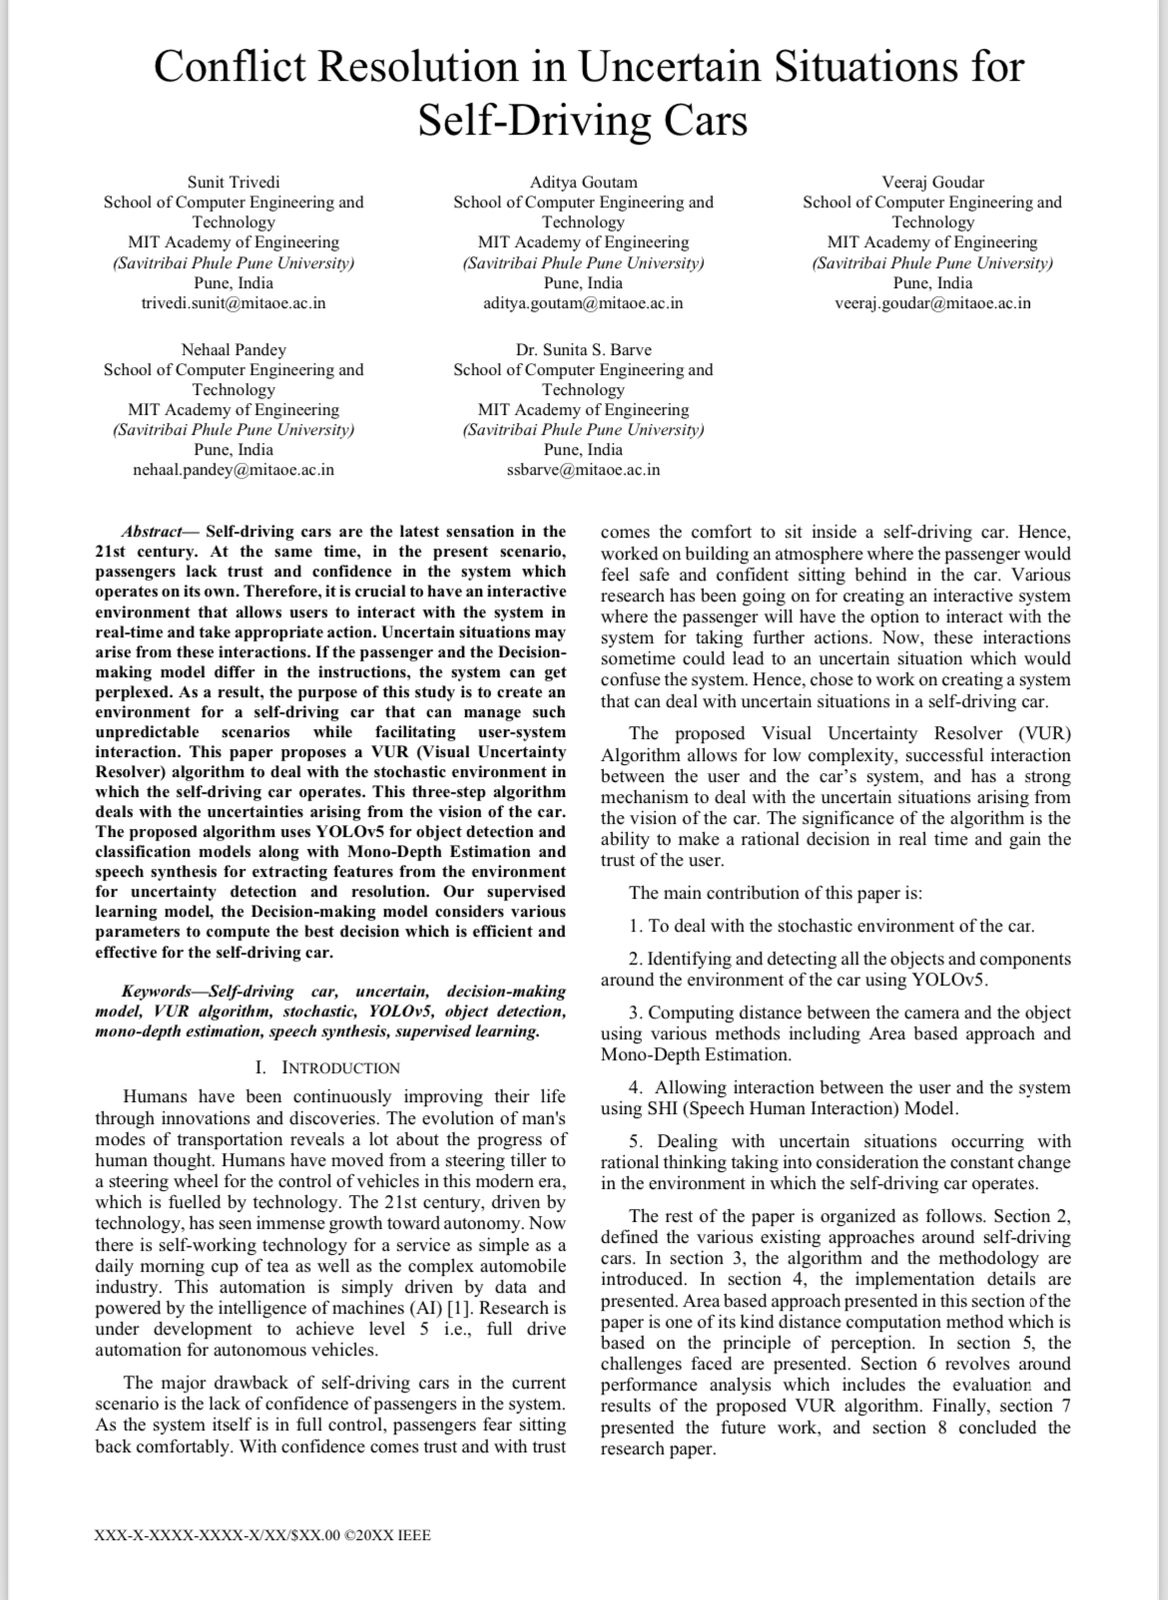 Conflict Resolution in Uncertain Situations for
Self-Driving Cars
Sunit Trivedi
School of Computer Engineering and
Technology
MIT Academy of Engineering
(Savitribai Phule Pune University)
Pune, India
trivedi.sunit@mitaoe.ac.in
Aditya Goutam
School of Computer Engineering and
Technology
MIT Academy of Engineering
(Savitribai Phule Pune University)
Pune, India
aditya.goutam@mitaoe.ac.in
Veeraj Goudar
School of Computer Engineering and
Technology
MIT Academy of Engineering
(Savitribai Phule Pune University)
Pune, India
veeraj.goudar@mitaoe.ac.in
Nehaal Pandey
School of Computer Engineering and
Technology
MIT Academy of Engineering
(Savitribai Phule Pune University)
Pune, India
nehaal.pandey@mitaoe.ac.in
Dr. Sunita S. Barve
School of Computer Engineering and
Technology
MIT Academy of Engineering
(Savitribai Phule Pune University)
Pune, India
ssbarve@mitaoe.ac.in
Abstract— Self-driving cars are the latest sensation in the
21st century. At the same time, in the present scenario,
passengers lack trust and confidence in the system which
operates on its own. Therefore, it is crucial to have an interactive
environment that allows users to interact with the system in
real-time and take appropriate action. Uncertain situations may
arise from these interactions. If the passenger and the Decision-
making model differ in the instructions, the system can get
perplexed. As a result, the purpose of this study is to create an
environment for a self-driving car that can manage such
unpredictable scenarios while facilitating user-system
interaction. This paper proposes a VUR (Visual Uncertainty
Resolver) algorithm to deal with the stochastic environment in
which the self-driving car operates. This three-step algorithm
deals with the uncertainties arising from the vision of the car.
The proposed algorithm uses YOLOv5 for object detection and
classification models along with Mono-Depth Estimation and
speech synthesis for extracting features from the environment
for uncertainty detection and resolution. Our supervised
learning model, the Decision-making model considers various
parameters to compute the best decision which is efficient and
effective for the self-driving car.
Keywords—Self-driving car, uncertain, decision-making
model, VUR algorithm, stochastic, YOLOv5, object detection,
mono-depth estimation, speech synthesis, supervised learning.
I. INTRODUCTION
Humans have been continuously improving their life
through innovations and discoveries. The evolution of man's
modes of transportation reveals a lot about the progress of
human thought. Humans have moved from a steering tiller to
a steering wheel for the control of vehicles in this modern era,
which is fuelled by technology. The 21st century, driven by
technology, has seen immense growth toward autonomy. Now
there is self-working technology for a service as simple as a
daily morning cup of tea as well as the complex automobile
industry. This automation is simply driven by data and
powered by the intelligence of machines (AI) [1]. Research is
under development to achieve level 5 i.e., full drive
automation for autonomous vehicles.
The major drawback of self-driving cars in the current
scenario is the lack of confidence of passengers in the system.
As the system itself is in full control, passengers fear sitting
back comfortably. With confidence comes trust and with trust
comes the comfort to sit inside a self-driving car. Hence,
worked on building an atmosphere where the passenger would
feel safe and confident sitting behind in the car. Various
research has been going on for creating an interactive system
where the passenger will have the option to interact with the
system for taking further actions. Now, these interactions
sometime could lead to an uncertain situation which would
confuse the system. Hence, chose to work on creating a system
that can deal with uncertain situations in a self-driving car.
The proposed Visual Uncertainty Resolver (VUR)
Algorithm allows for low complexity, successful interaction
between the user and the car’s system, and has a strong
mechanism to deal with the uncertain situations arising from
the vision of the car. The significance of the algorithm is the
ability to make a rational decision in real time and gain the
trust of the user.
The main contribution of this paper is:
1. To deal with the stochastic environment of the car.
2. Identifying and detecting all the objects and components
around the environment of the car using YOLOv5.
3. Computing distance between the camera and the object
using various methods including Area based approach and
Mono-Depth Estimation.
4. Allowing interaction between the user and the system
using SHI (Speech Human Interaction) Model.
5. Dealing with uncertain situations occurring with
rational thinking taking into consideration the constant change
in the environment in which the self-driving car operates.
The rest of the paper is organized as follows. Section 2,
defined the various existing approaches around self-driving
cars. In section 3, the algorithm and the methodology are
introduced. In section 4, the implementation details are
presented. Area based approach presented in this section of the
paper is one of its kind distance computation method which is
based on the principle of perception. In section 5, the
challenges faced are presented. Section 6 revolves around
performance analysis which includes the evaluation and
results of the proposed VUR algorithm. Finally, section 7
presented the future work, and section 8 concluded the
research paper.
XXX-X-XXXX-XXXX-X/XX/$XX.00 ©20XX IEEE